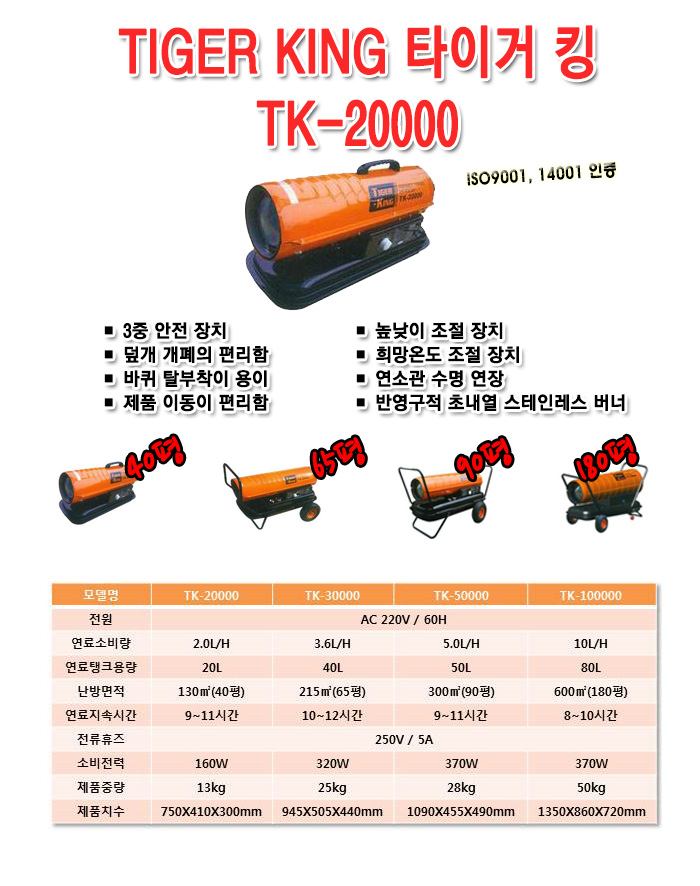 TIGER KING 타이거 킹
TK-20000
ISO9001, 14001 인증
TIGER
KING
TK-20000
■ 3중 안전 장치
■ 덮개 개폐의 편리함
■ 바퀴 탈부착이 용이
■ 제품 이동이 편리함
■ 높낮이 조절 장치
■ 희망온도 조절 장치
■ 연소관 수명 연장
■ 반영구적 초내열 스테인레스 버너
40평 65평 90평 180평
모델명 TK-20000 TK-30000 TK-50000 TK-100000
전원 AC 220V / 60H
연료소비량 2.0L/H 3.6L/H 5.0L/H 10L/H
연료탱크용량 20L 40L 50L 80L
난방면적 130㎡(40평) 215㎡(65평) 300㎡(90평) 600㎡(180평)
연료지속시간 9~11시간 10~12시간 9~11시간 8~10시간
전류휴즈 250V / 5A
소비전력 160W 320W 370W 370W
제품중량 13kg 25kg 28kg 50kg
제품치수 750X410X300mm 945X505X440mm 1090X455X490mm 1350X860X720mm